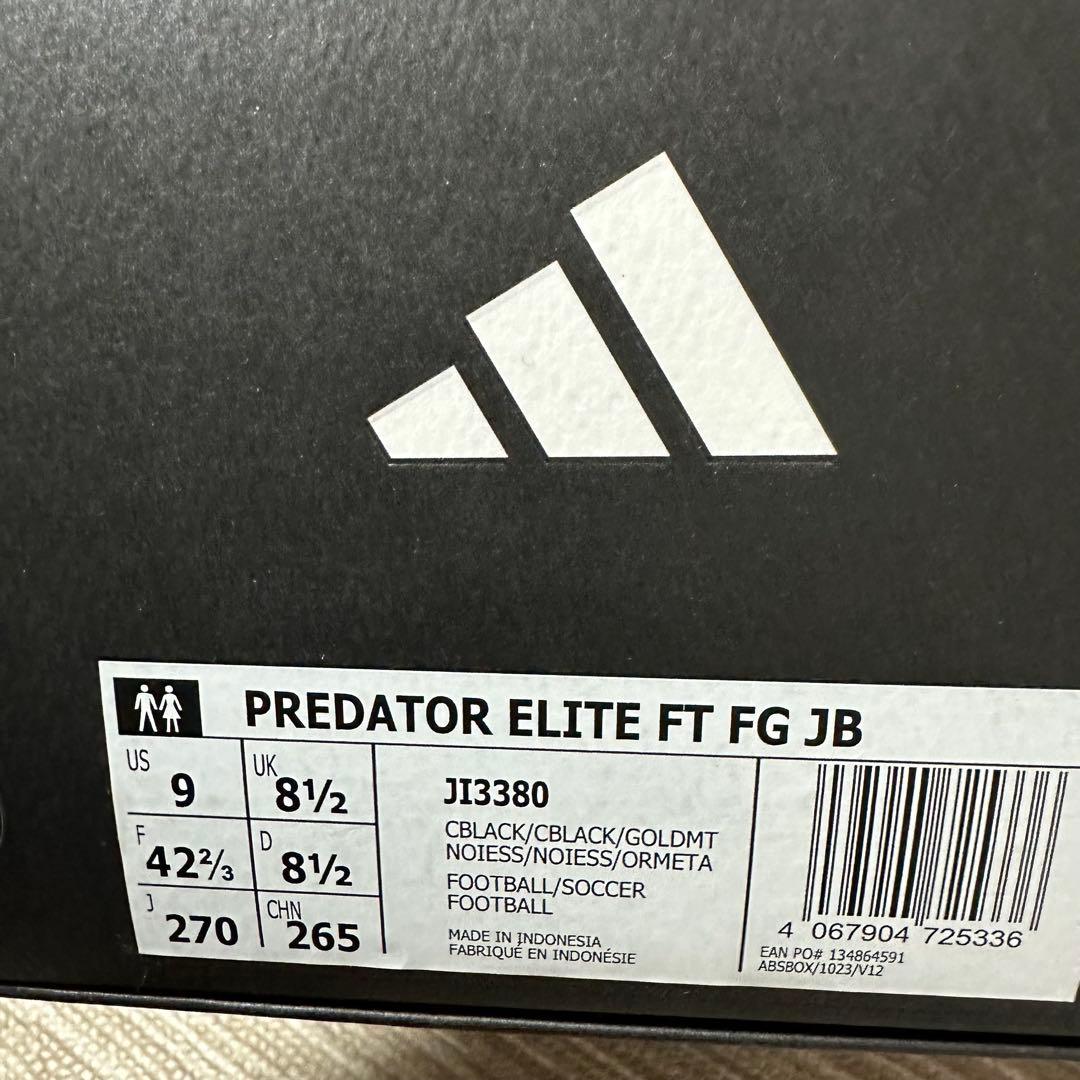 PREDATOR ELITE FT FG JB
US 9
UK 8½
F 42⅔
D 8½
J 270
CHN 265
JI3380
CBLACK/CBLACK/GOLDMT
NOIESS/NOIESS/ORMETA
FOOTBALL/SOCCER
FOOTBALL
MADE IN INDONESIA
FABRIQUÉ EN INDONÉSIE
4 067904 725336
EAN PO# 134864591
ABSBOX/1023/V12